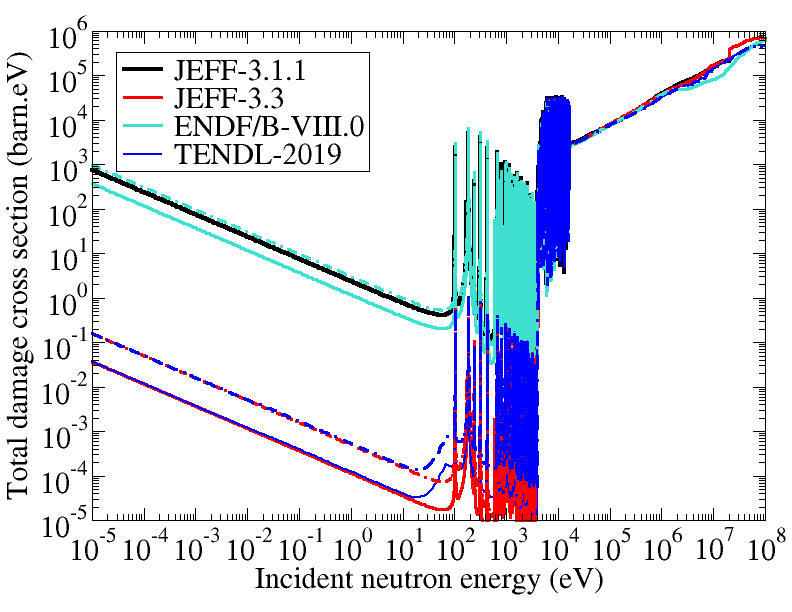 Total damage cross section (barn.eV)
10^6
10^5
10^4
10^3
10^2
10^1
10^0
10^-1
10^-2
10^-3
10^-4
10^-5
JEFF-3.1.1
JEFF-3.3
ENDF/B-VIII.0
TENDL-2019
10^-5 10^-4 10^-3 10^-2 10^-1 10^0 10^1 10^2 10^3 10^4 10^5 10^6 10^7 10^8
Incident neutron energy (eV)